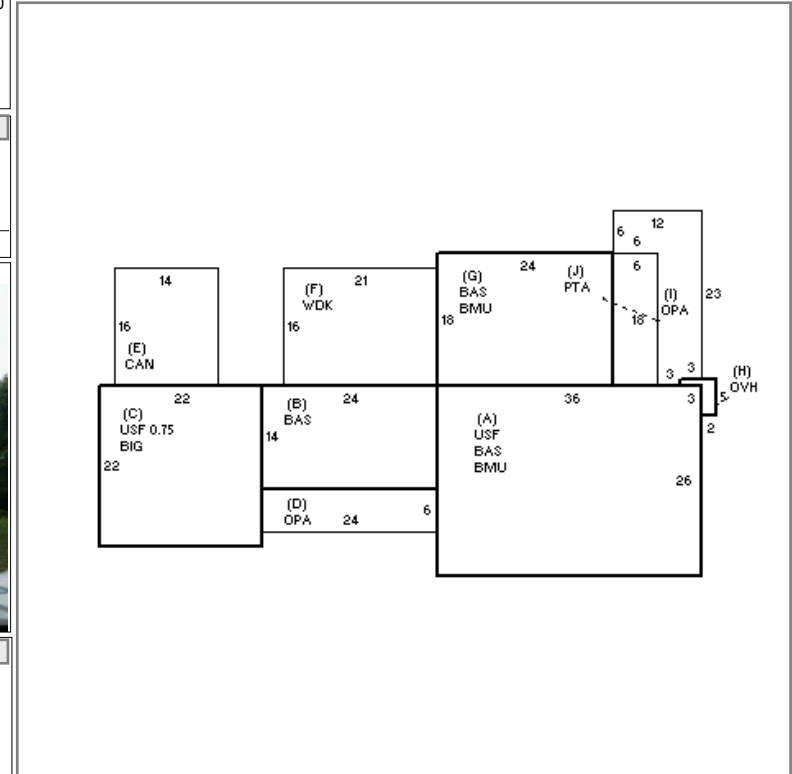 12
6
6
14
21
24
6
(G)
BAS
BMU
(J)
PTA
(F)
WDK
(I)
OPA
23
16
16
18
18
(E)
CAN
3
3
(H)
OVH
22
24
36
3
5
(C)
USF 0.75
BIG
(B)
BAS
(A)
USF
BAS
BMU
2
14
22
26
(D)
OPA
24
6